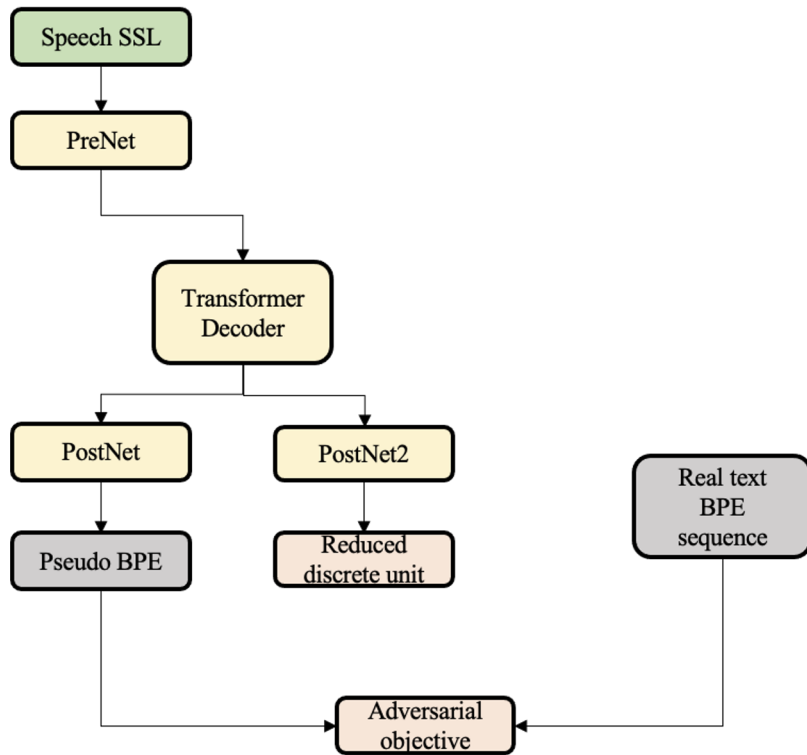 Speech SSL
PreNet
Transformer
Decoder
PostNet
PostNet2
Real text
BPE
sequence
Pseudo BPE
Reduced
discrete unit
Adversarial
objective